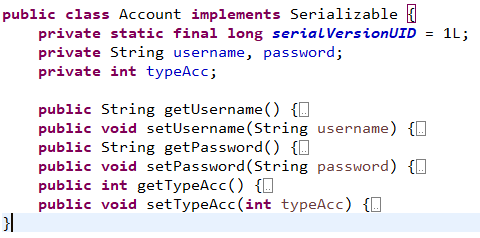 public class Account implements Serializable {
private static final long serialVersionUID = 1L;
private String username, password;
private int typeAcc;
public String getUsername() {
public void setUsername(String username) {
public String getPassword() {
public void setPassword(String password) {
public int getTypeAcc() {
public void setTypeAcc(int typeAcc) {
}